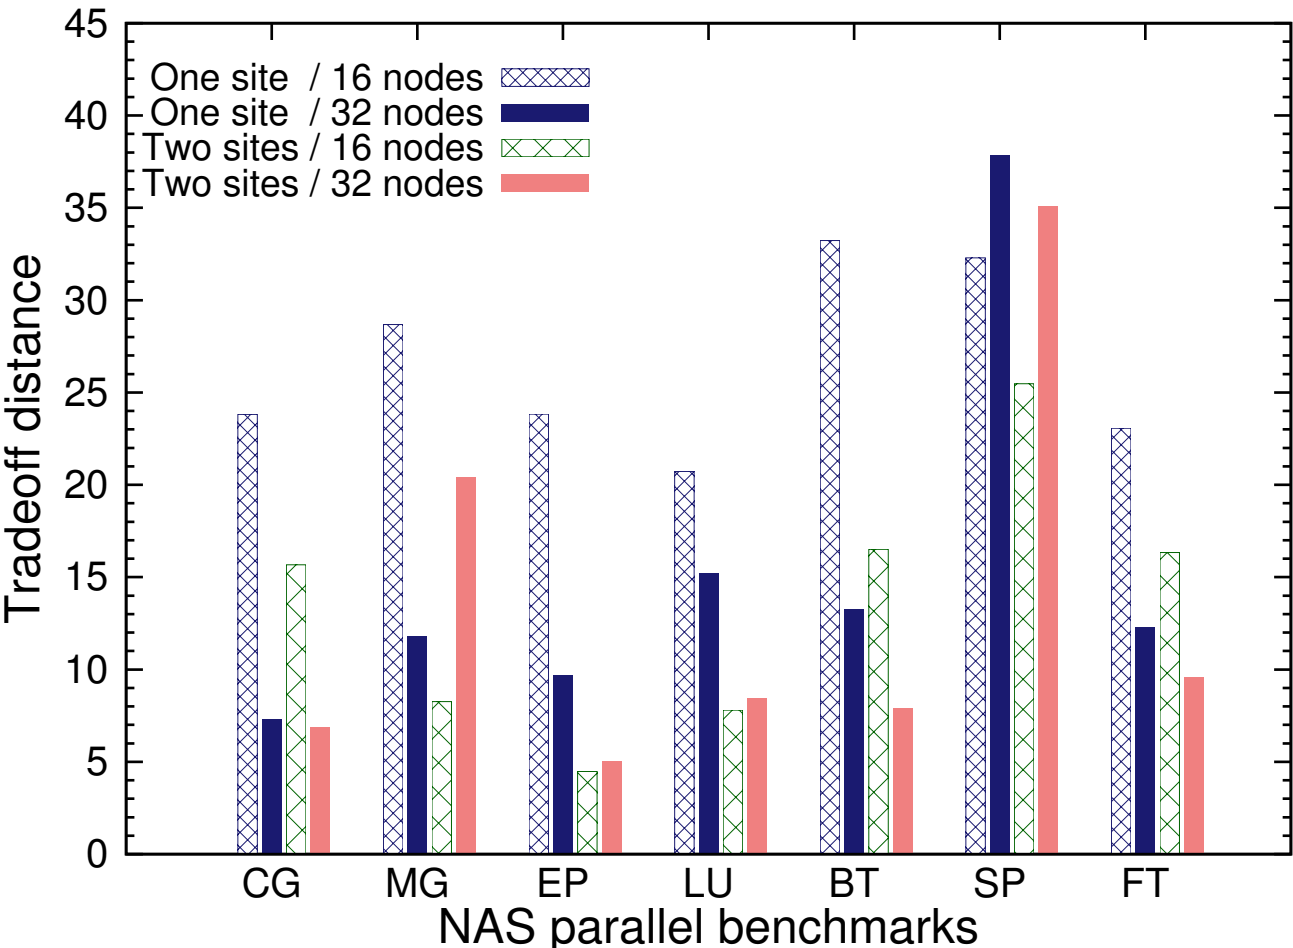 45
40
35
30
25
20
15
10
5
0
Tradeoff distance
One site / 16 nodes
One site / 32 nodes
Two sites / 16 nodes
Two sites / 32 nodes
CG MG EP LU BT SP FT
NAS parallel benchmarks